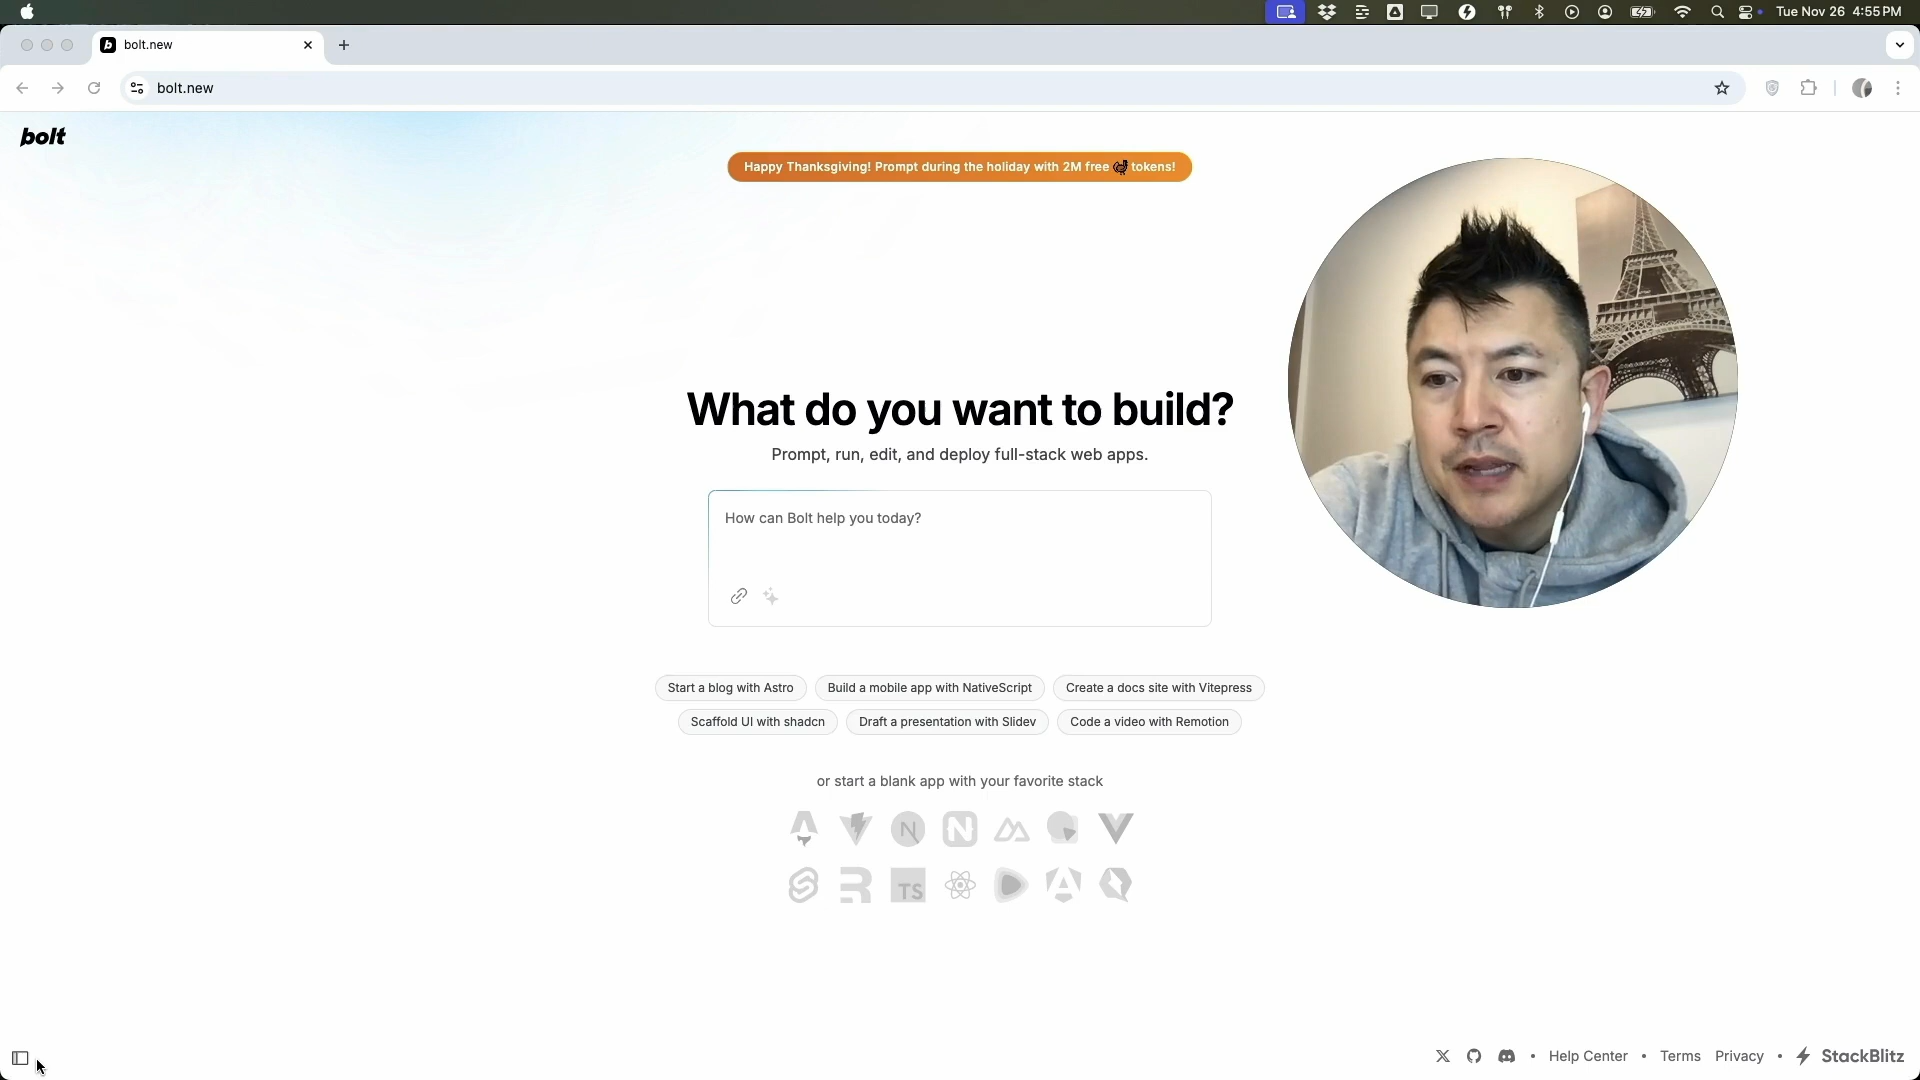 Tue Nov 26 4:55 PM
bolt.new
bolt.new
bolt
Happy Thanksgiving! Prompt during the holiday with 2M free tokens!
What do you want to build?
Prompt, run, edit, and deploy full-stack web apps.
How can Bolt help you today?
Start a blog with Astro
Build a mobile app with NativeScript
Create a docs site with Vitepress
Scaffold UI with shadcn
Draft a presentation with Slidev
Code a video with Remotion
or start a blank app with your favorite stack
N
N
TS
Help Center
Terms
Privacy
StackBlitz